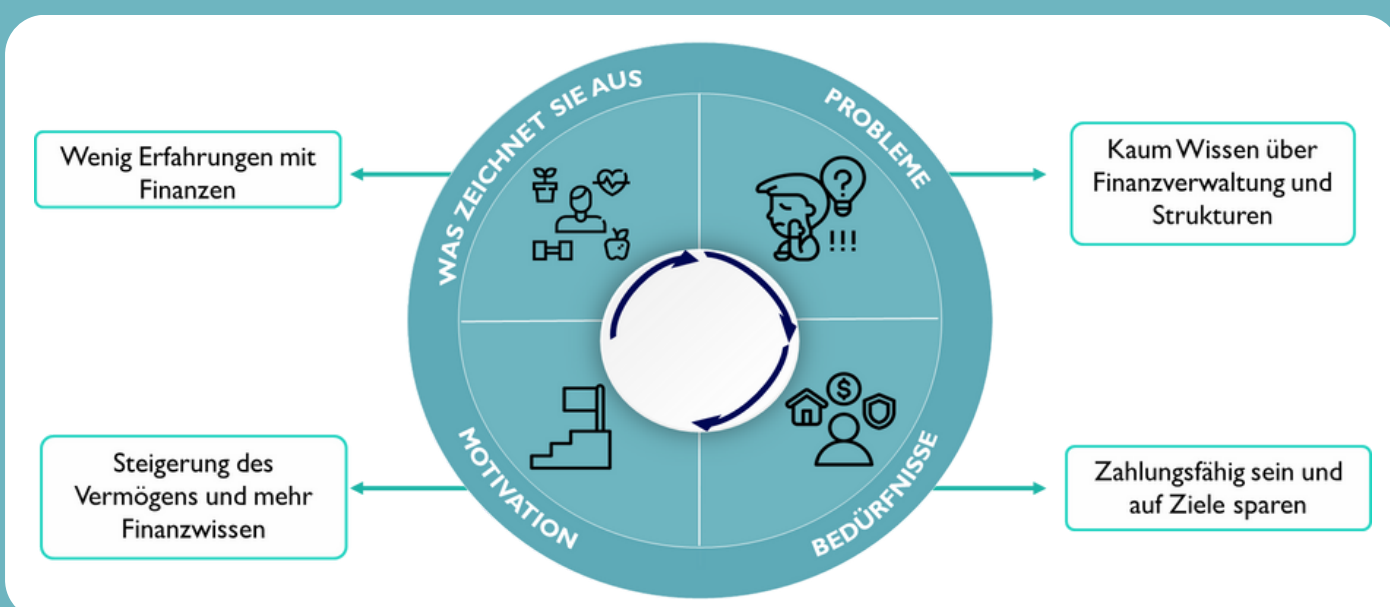 WAS ZEICHNET SIE AUS
PROBLEME
Wenig Erfahrungen mit
Finanzen
Kaum Wissen über
Finanzverwaltung und
Strukturen
?
!!!
$
MOTIVATION
BEDÜRFNISSE
Steigerung des
Vermögens und mehr
Finanzwissen
Zahlungsfähig sein und
auf Ziele sparen